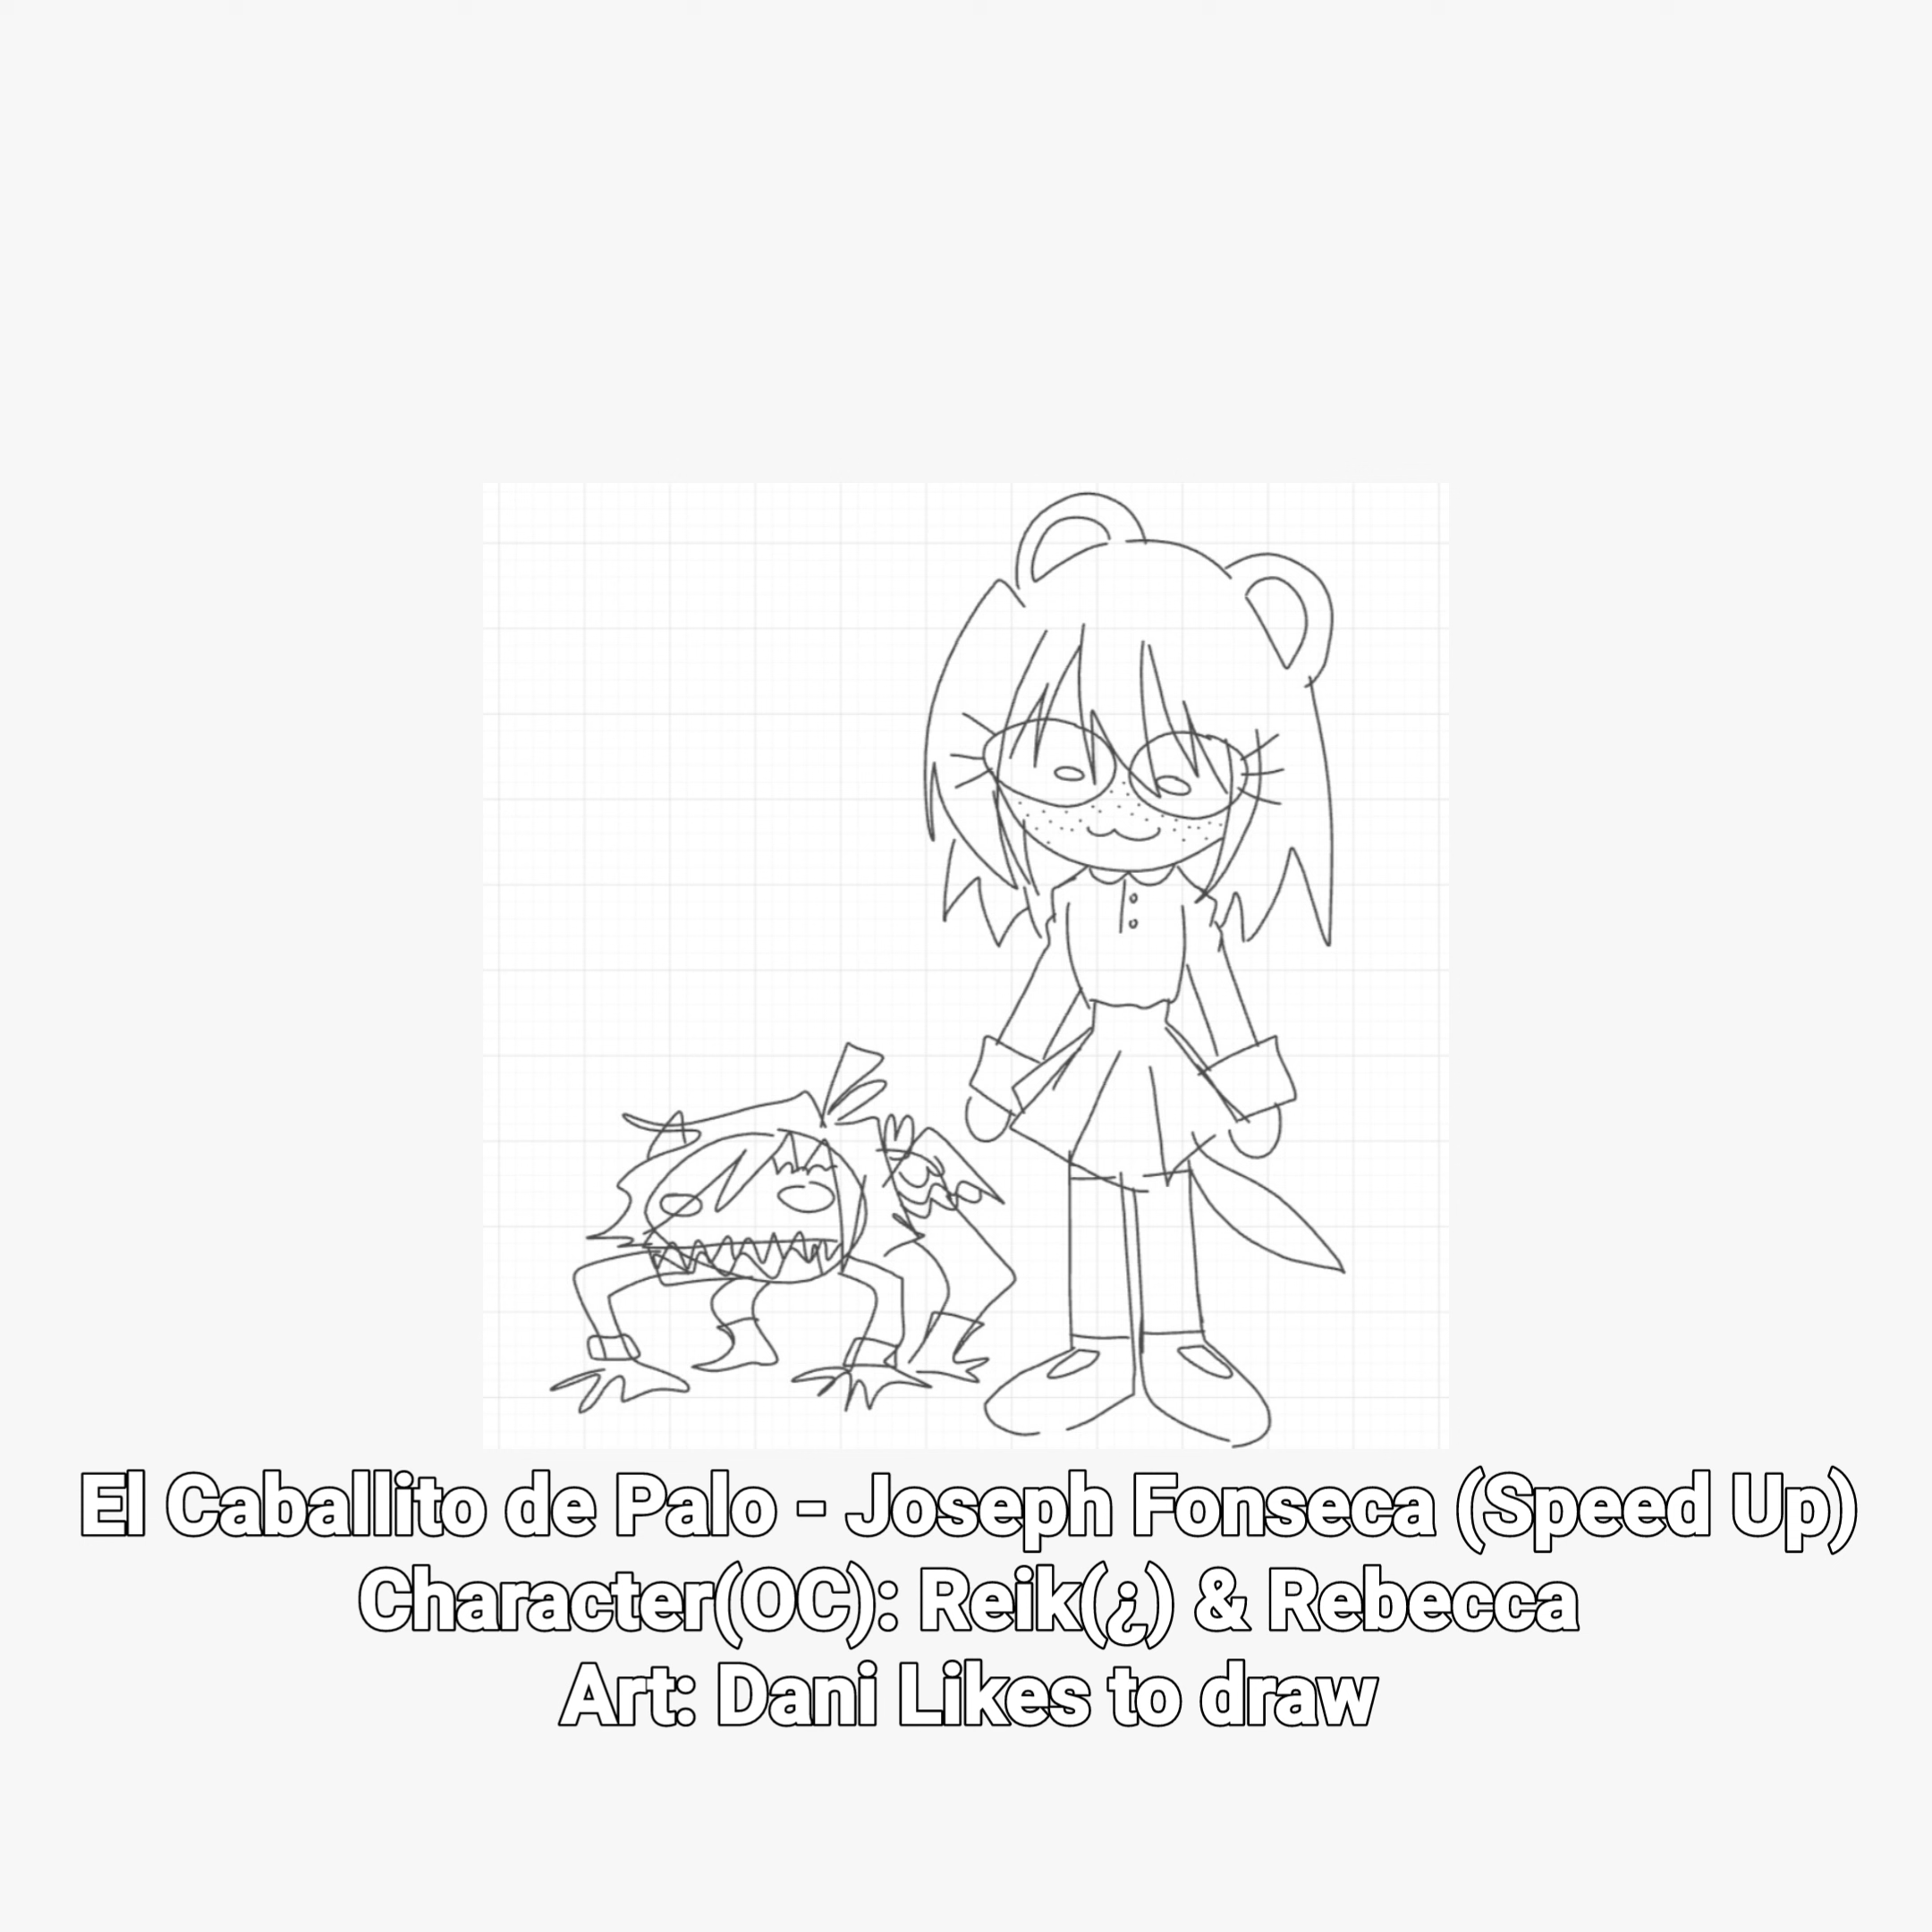 El Caballito de Palo - Joseph Fonseca (Speed Up)
Character(OC): Reik(¿) & Rebecca
Art: Dani Likes to draw